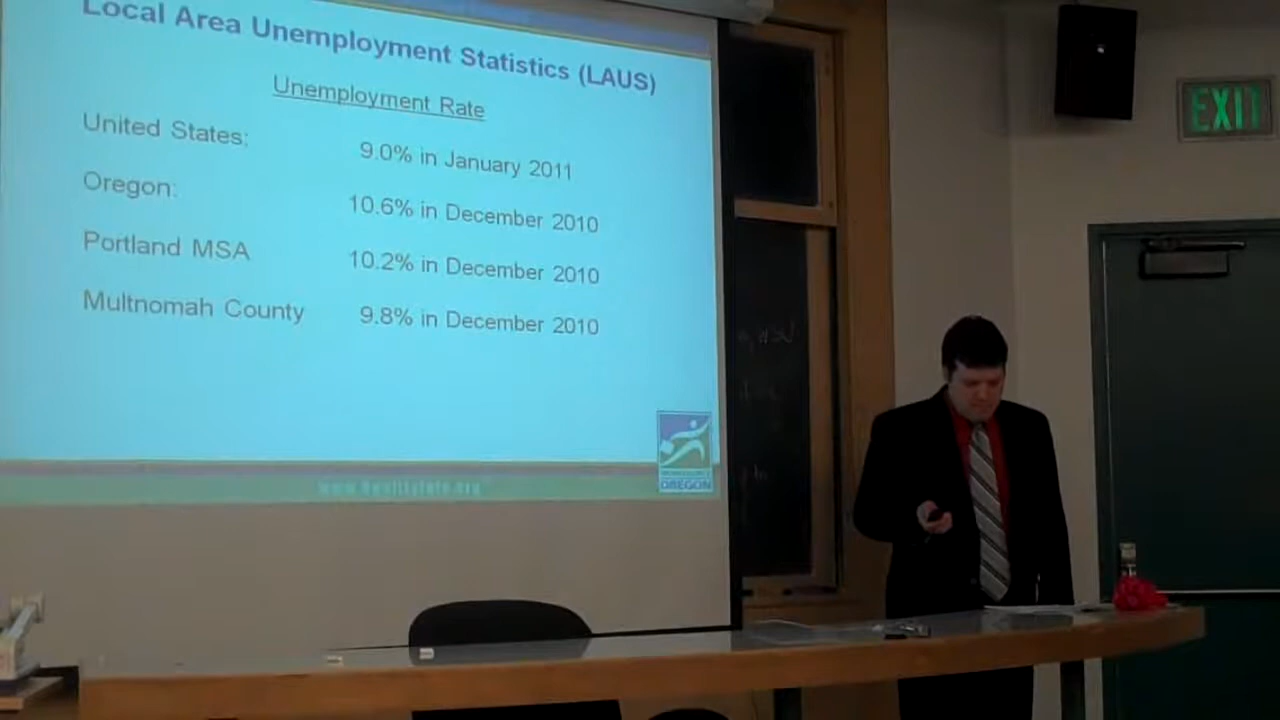 Local Area Unemployment Statistics (LAUS)
Unemployment Rate
United States: 9.0% in January 2011
Oregon: 10.6% in December 2010
Portland MSA 10.2% in December 2010
Multnomah County 9.8% in December 2010
OREGON
EXIT